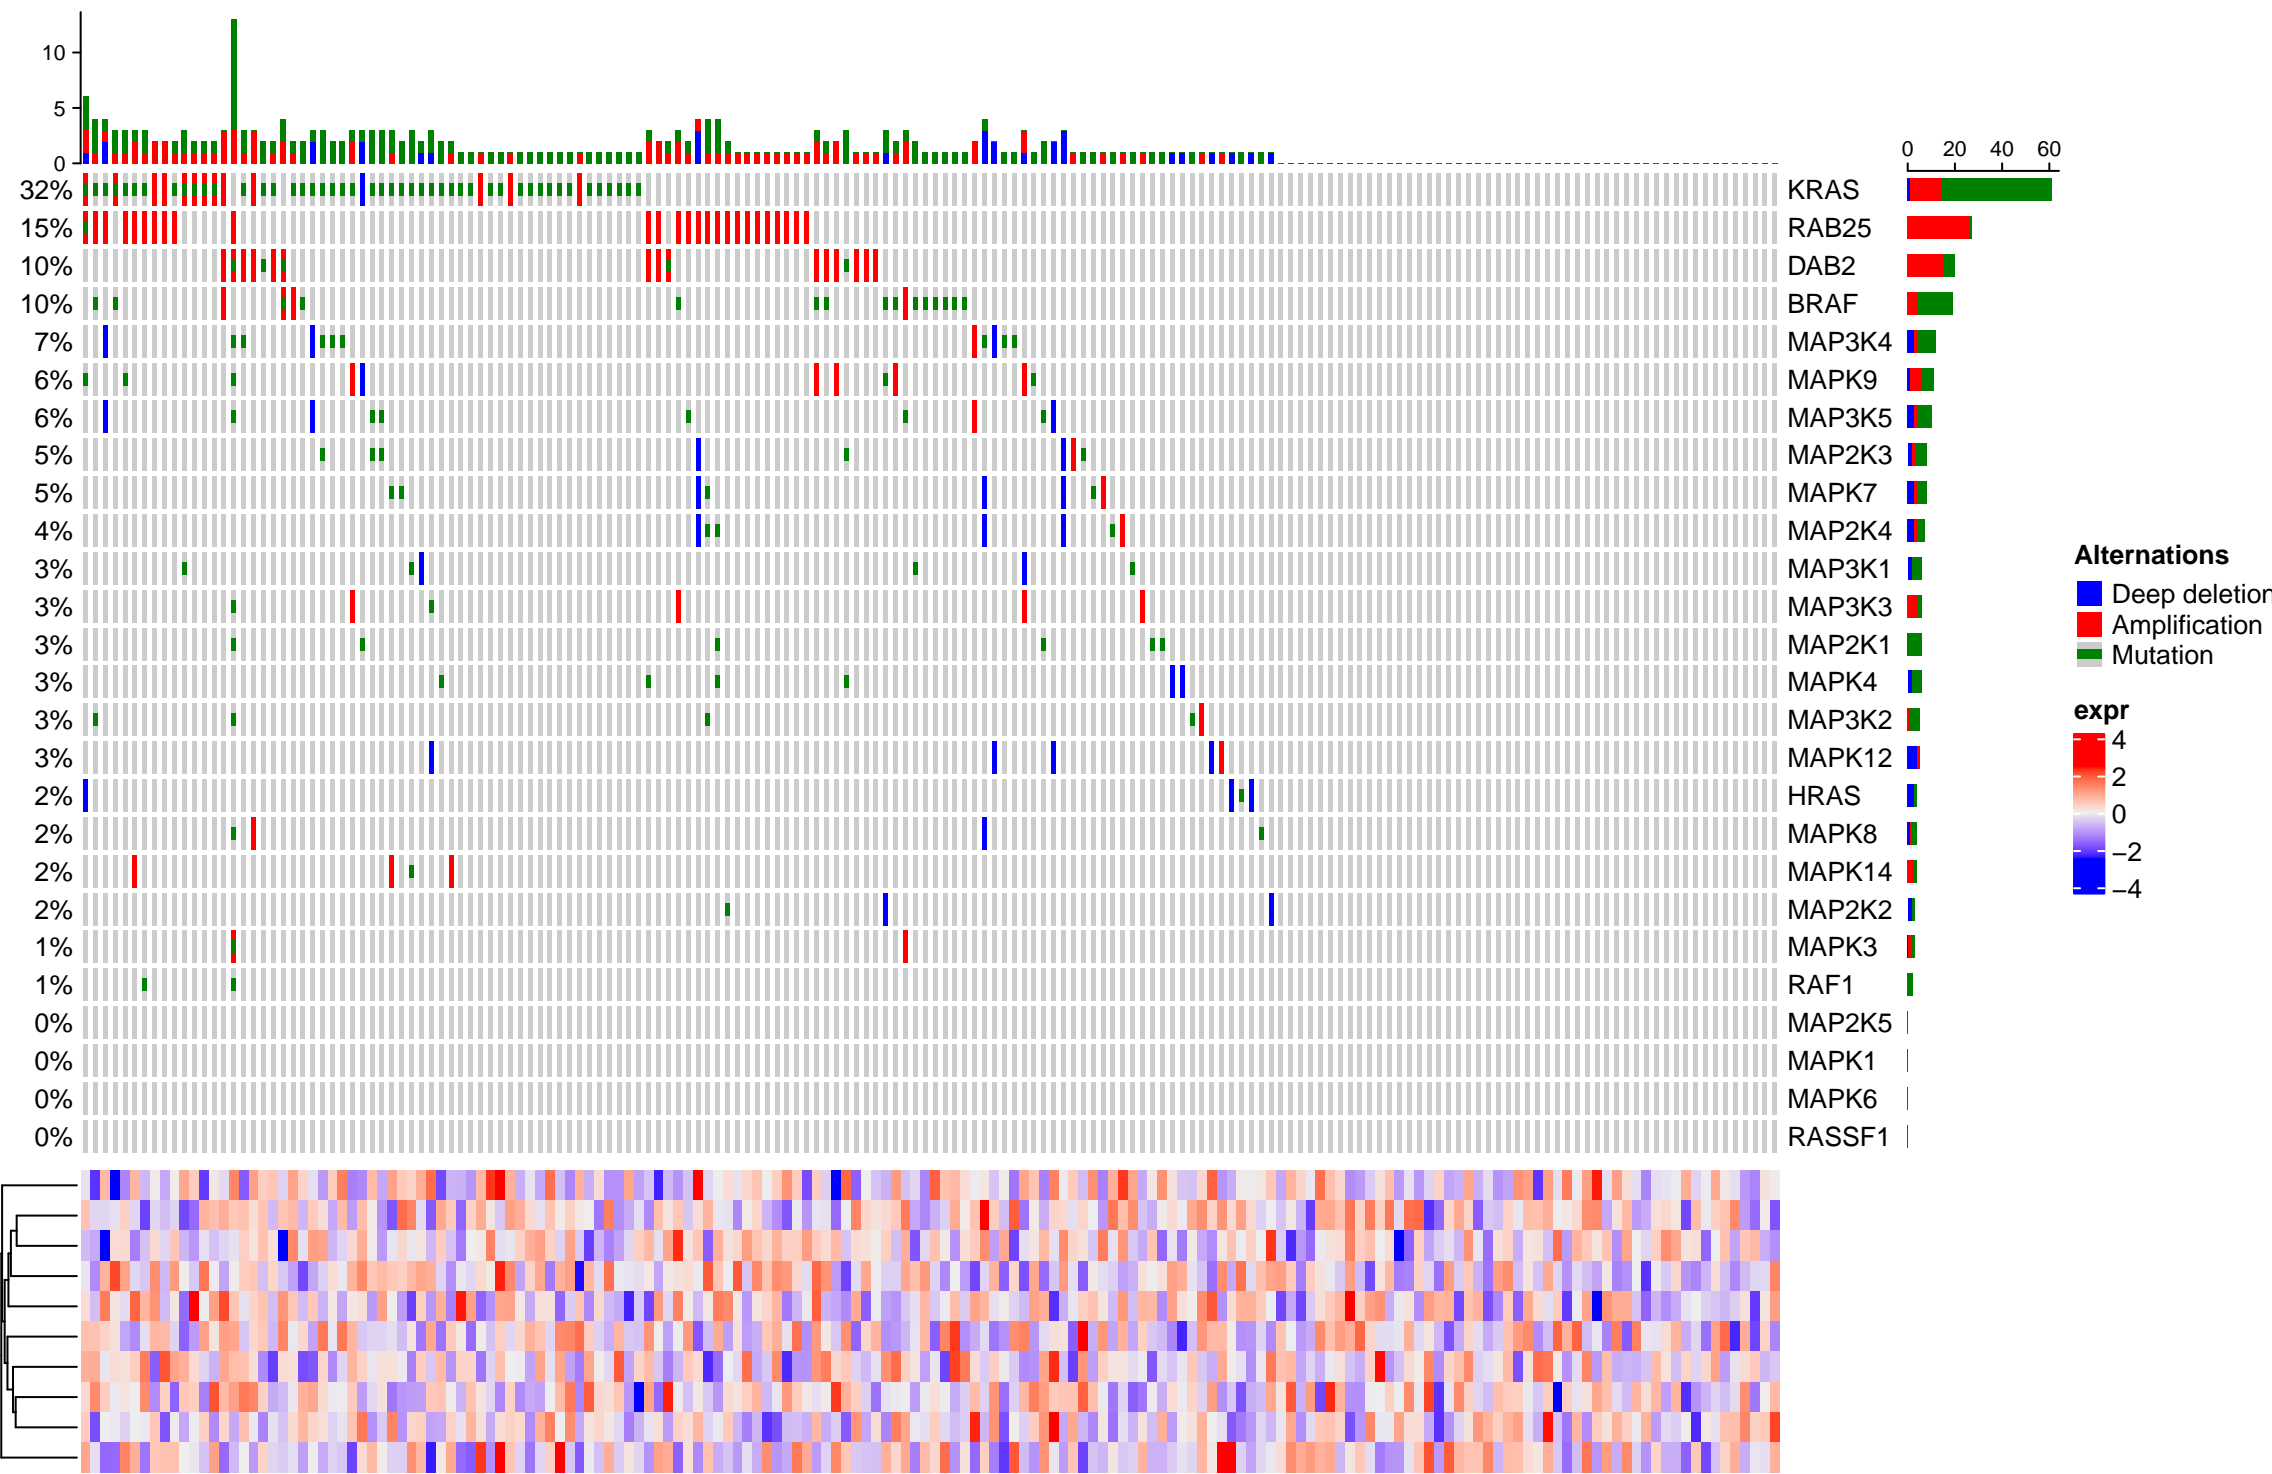 10
5
0
0 20 40 60
32% KRAS
15% RAB25
10% DAB2
10% BRAF
7% MAP3K4
6% MAPK9
6% MAP3K5
5% MAP2K3
5% MAPK7
4% MAP2K4
3% MAP3K1
3% MAP3K3
3% MAP2K1
3% MAPK4
3% MAP3K2
3% MAPK12
2% HRAS
2% MAPK8
2% MAPK14
2% MAP2K2
1% MAPK3
1% RAF1
0% MAP2K5
0% MAPK1
0% MAPK6
0% RASSF1
Alternations
Deep deletion
Amplification
Mutation
expr
4
2
0
−2
−4